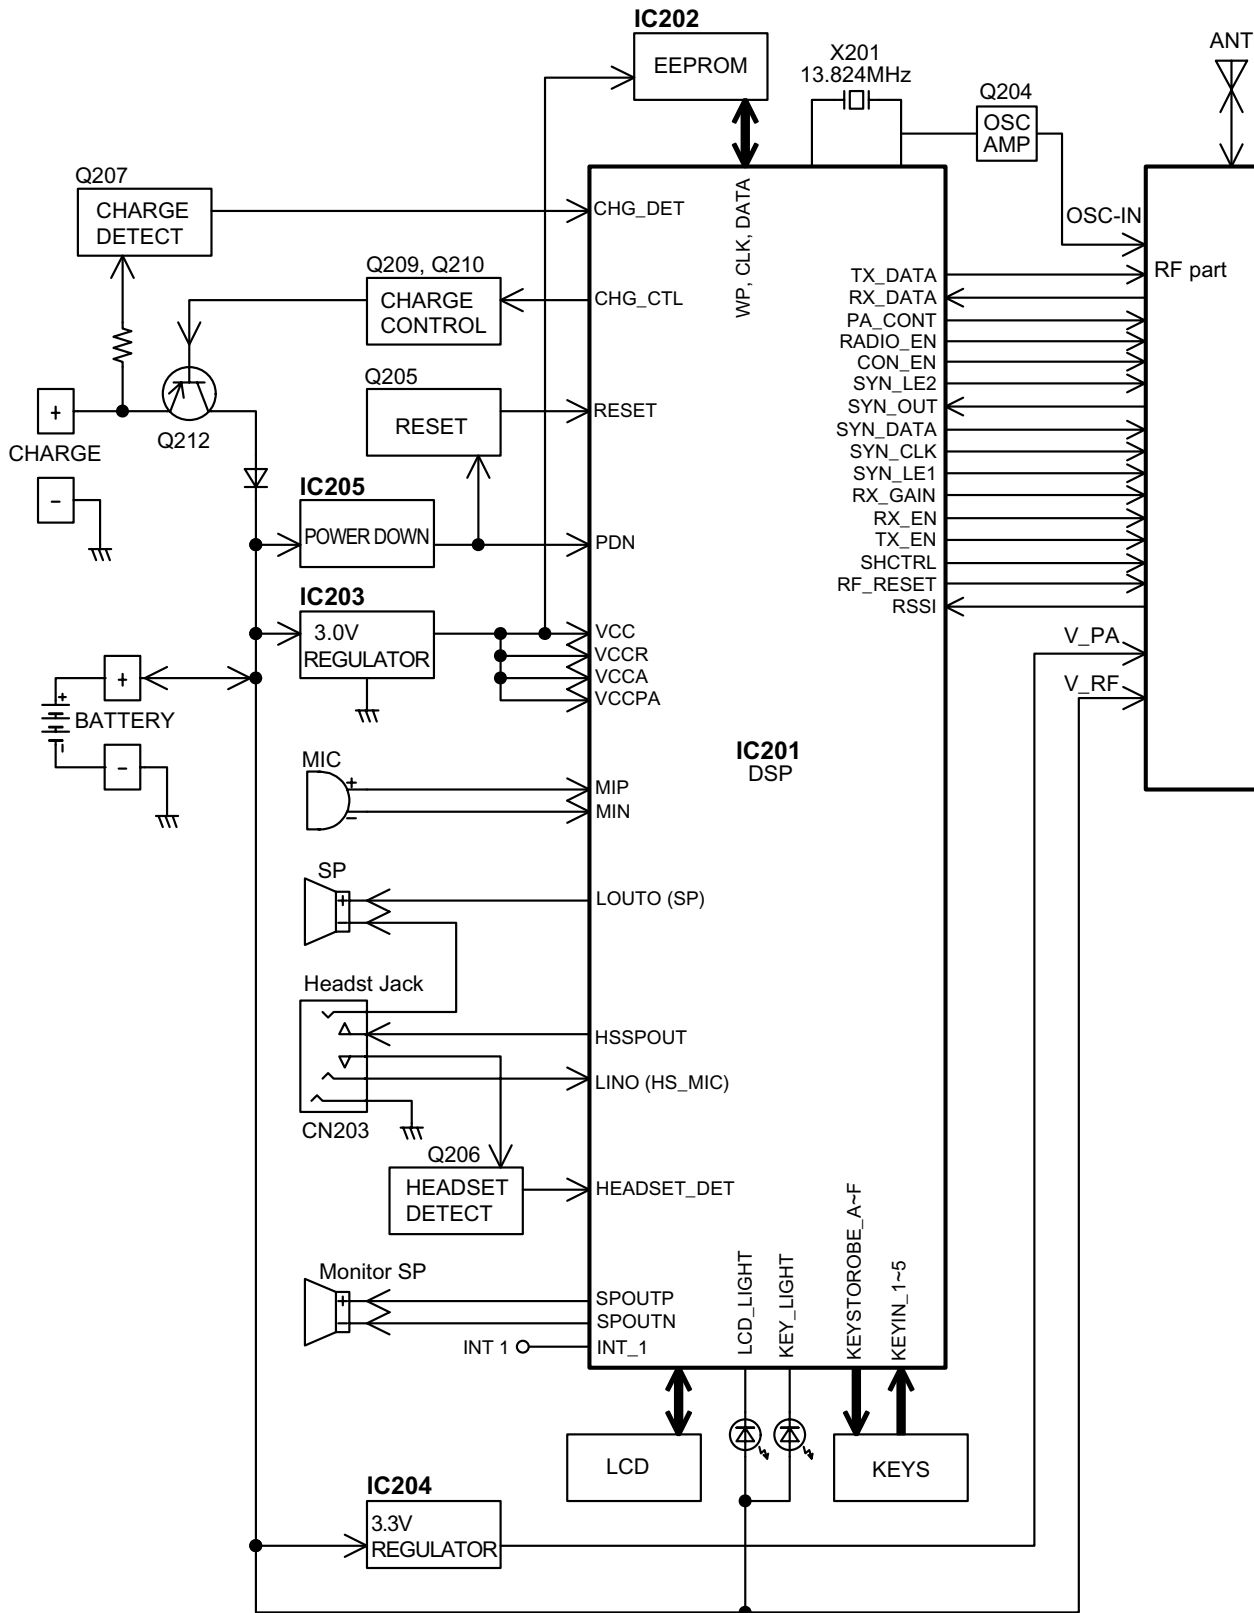 IC202
EEPROM
X201
13.824MHz
Q204
OSC
AMP
ANT
Q207
CHARGE
DETECT
CHG_DET
WP, CLK, DATA
OSC-IN
RF part
Q209, Q210
CHARGE
CONTROL
CHG_CTL
TX_DATA
RX_DATA
PA_CONT
RADIO_EN
CON_EN
SYN_LE2
SYN_OUT
SYN_DATA
SYN_CLK
SYN_LE1
RX_GAIN
RX_EN
TX_EN
SHCTRL
RF_RESET
RSSI
Q205
RESET
RESET
+
Q212
CHARGE
-
IC205
POWER DOWN
PDN
IC203
3.0V
REGULATOR
VCC
VCCR
VCCA
VCCPA
V_PA
V_RF
+
+
BATTERY
-
-
IC201
DSP
MIC
+
-
MIP
MIN
SP
+
-
LOUTO (SP)
Headst Jack
HSSPOUT
LINO (HS_MIC)
CN203
Q206
HEADSET
DETECT
HEADSET_DET
Monitor SP
+
-
SPOUTP
SPOUTN
INT 1
INT_1
LCD_LIGHT
KEY_LIGHT
KEYSTOROBE_A~F
KEYIN_1~5
LCD
KEYS
IC204
3.3V
REGULATOR